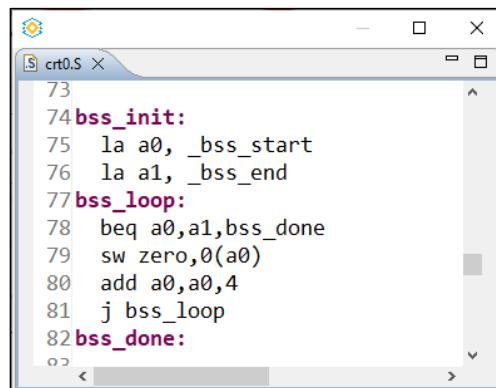 crt0.S
73
74 bss_init:
75 la a0, _bss_start
76 la a1, _bss_end
77 bss_loop:
78 beq a0,a1,bss_done
79 sw zero,0(a0)
80 add a0,a0,4
81 j bss_loop
82 bss_done:
83